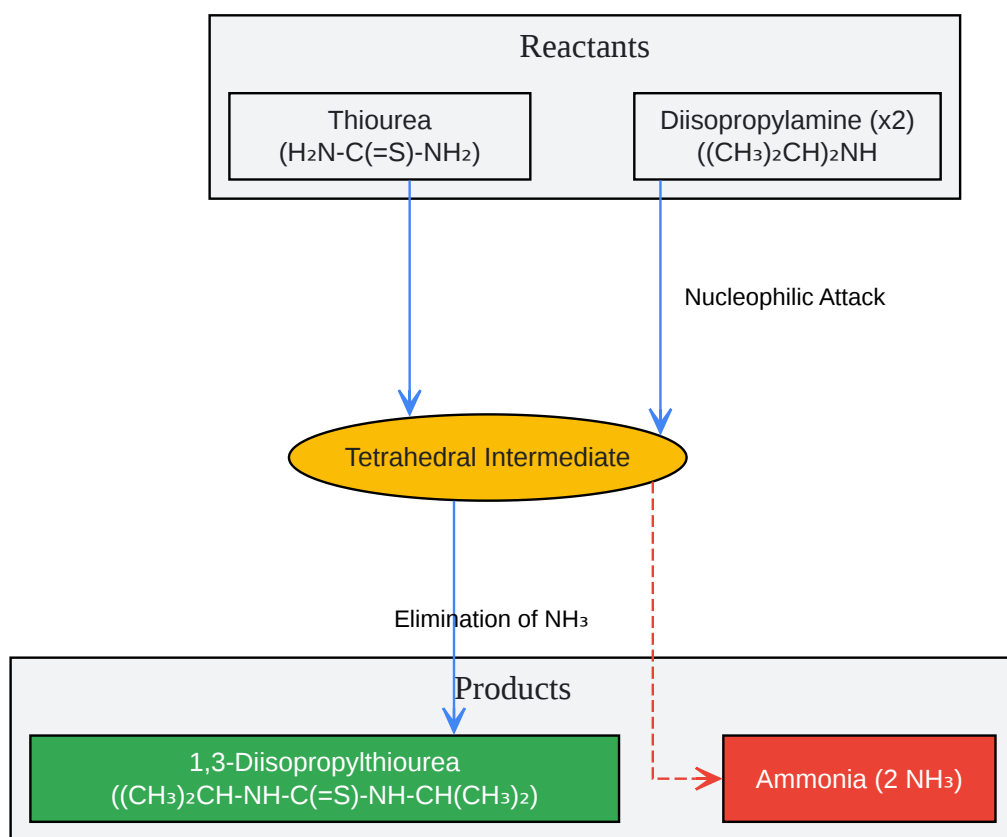 Reactants
Thiourea
(H₂N-C(=S)-NH₂)
Diisopropylamine (x2)
((CH₃)₂CH)₂NH
Nucleophilic Attack
Tetrahedral Intermediate
Elimination of NH₃
Products
1,3-Diisopropylthiourea
((CH₃)₂CH-NH-C(=S)-NH-CH(CH₃)₂)
Ammonia (2 NH₃)